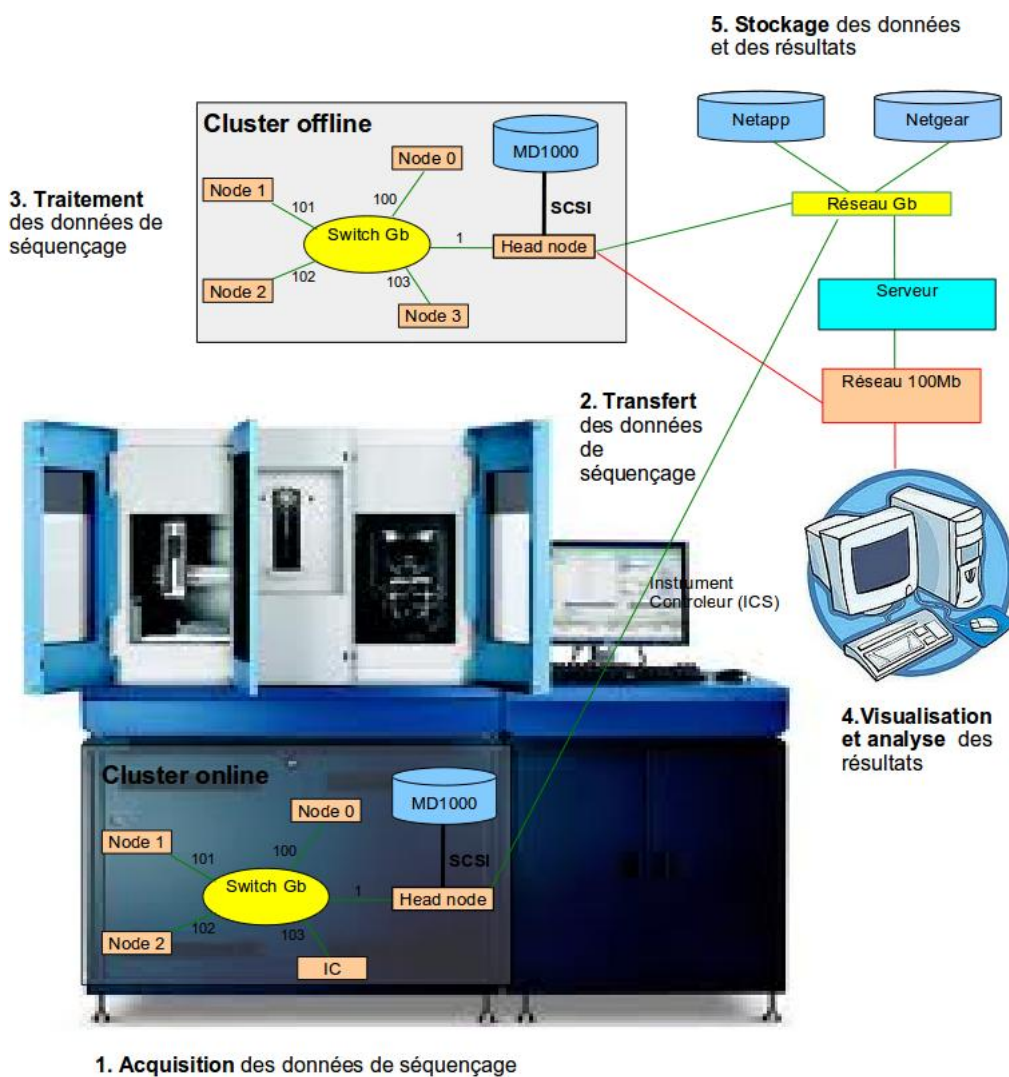 5. Stockage des données
et des résultats
Netapp
Netgear
Réseau Gb
Serveur
Réseau 100Mb
Cluster offline
MD1000
SCSI
Node 0
Node 1
100
101
Switch Gb
1
Head node
102
103
Node 2
Node 3
3. Traitement
des données de
séquençage
2. Transfert
des données
de
séquençage
Instrument
Controleur (ICS)
4.Visualisation
et analyse des
résultats
Cluster online
MD1000
SCSI
Node 0
Node 1
100
101
Switch Gb
1
Head node
102
103
Node 2
IC
1. Acquisition des données de séquençage